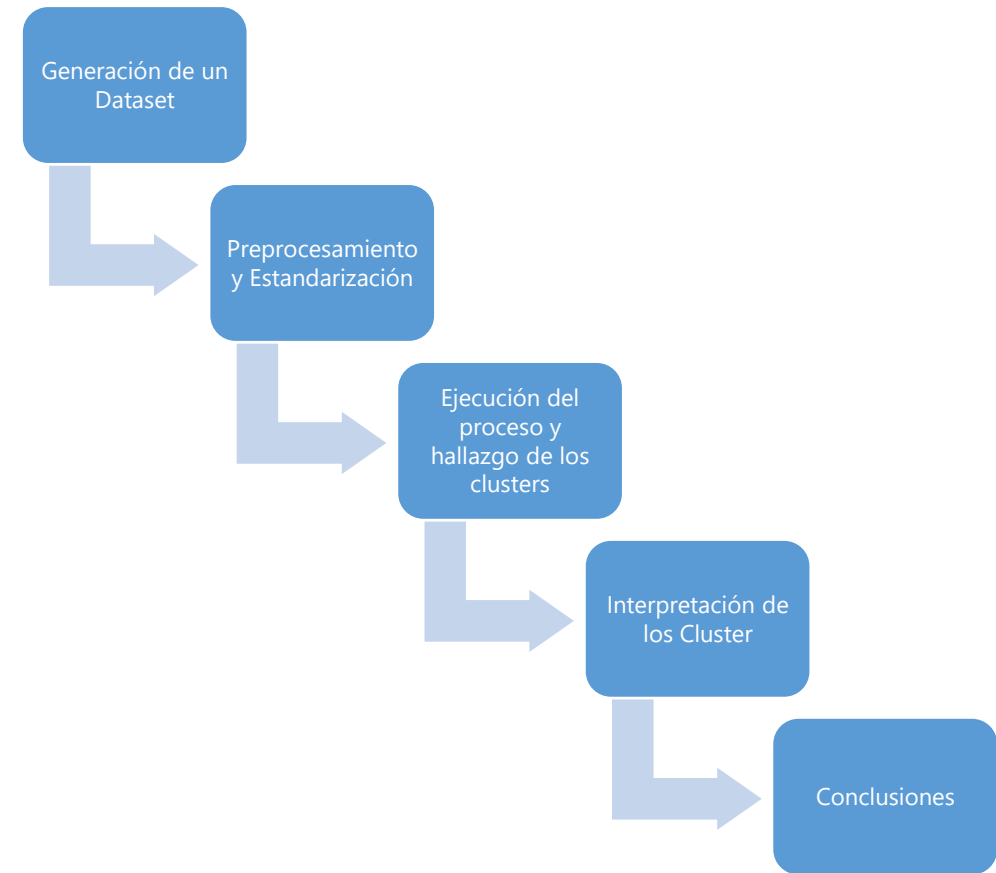 Generación de un
Dataset
Preprocesamiento
y Estandarización
Ejecución del
proceso y
hallazgo de los
clusters
Interpretación de
los Cluster
Conclusiones